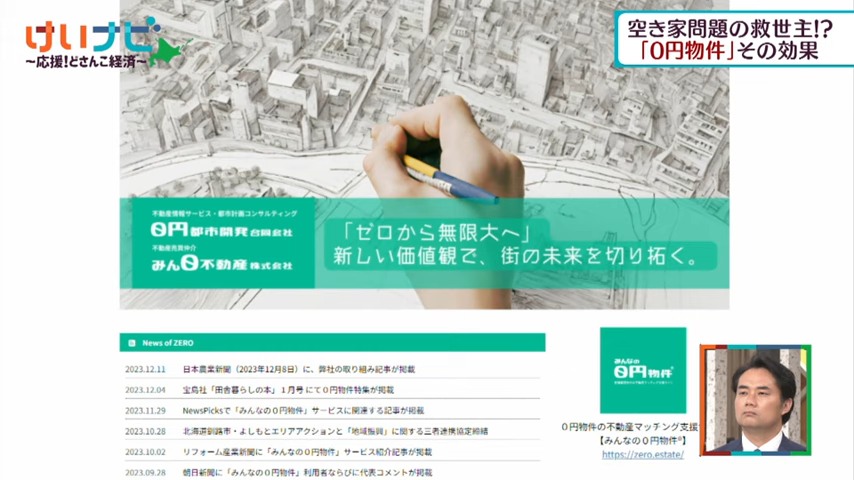 けいナビ
～応援!どさんこ経済～
空き家問題の救世主!?
「0円物件」その効果
不動産情報サービス・都市計画コンサルティング
0円都市開発合同会社
不動産売買仲介
みんなの0不動産株式会社
「ゼロから無限大へ」
新しい価値観で、街の未来を切り拓く。
News of ZERO
2023.12.11 日本農業新聞（2023年12月8日）に、弊社の取り組み記事が掲載
2023.12.04 宝島社「田舎暮らしの本」1月号 にて０円物件特集が掲載
2023.11.29 NewsPicksで「みんなの０円物件」サービスに関連する記事が掲載
2023.10.28 北海道釧路市・よしもとエリアアクションと「地域振興」に関する三者連携協定締結
2023.10.02 リフォーム産業新聞に「みんなの０円物件」サービス紹介記事が掲載
2023.09.28 朝日新聞に「みんなの０円物件」利用者ならびに代表コメントが掲載
みんなの
0円物件®
０円物件の不動産マッチング支援
【みんなの０円物件®】
https://zero.estate/